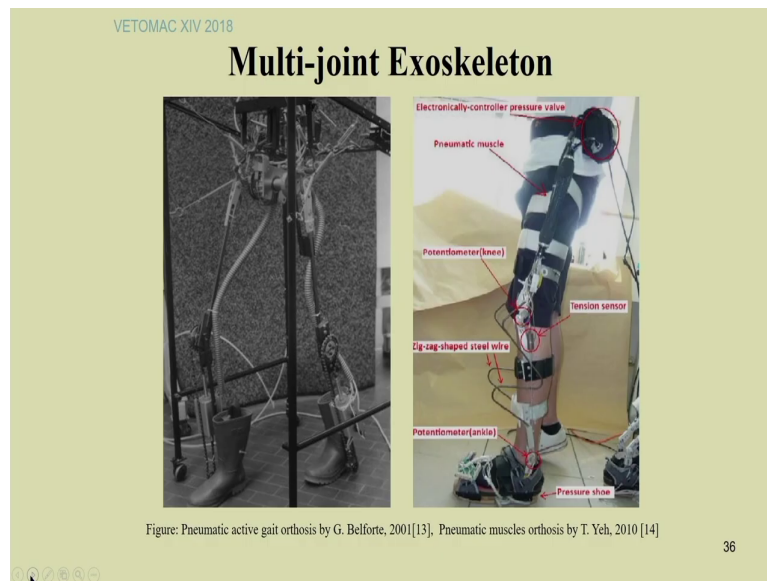 VETOMAC XIV 2018
Multi-joint Exoskeleton
Electronically-controller pressure valve
Pneumatic muscle
Potentiometer(knee)
Tension sensor
Zig-zag-shaped steel wire
Potentiometer(ankle)
Pressure shoe
Figure: Pneumatic active gait orthosis by G. Belforte, 2001[13], Pneumatic muscles orthosis by T. Yeh, 2010 [14]
36